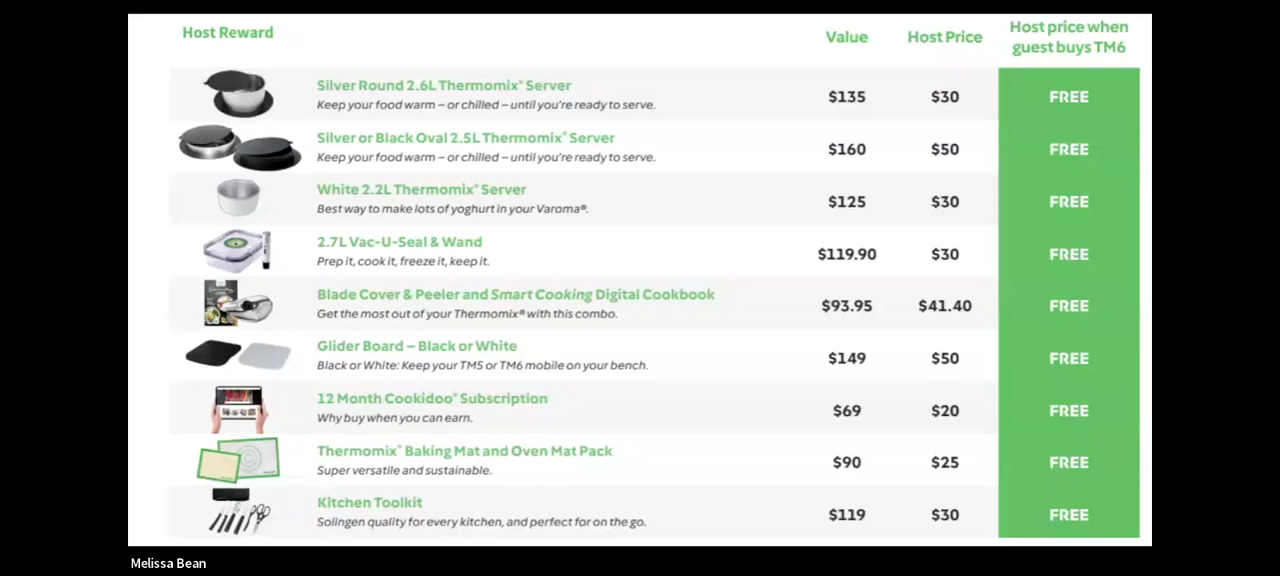 Host Reward
Value
Host Price
Host price when
guest buys TM6
Silver Round 2.6L Thermomix® Server
Keep your food warm – or chilled – until you're ready to serve.
$135
$30
FREE
Silver or Black Oval 2.5L Thermomix® Server
Keep your food warm – or chilled – until you're ready to serve.
$160
$50
FREE
White 2.2L Thermomix® Server
Best way to make lots of yoghurt in your Varoma®.
$125
$30
FREE
2.7L Vac-U-Seal & Wand
Prep it, cook it, freeze it, keep it.
$119.90
$30
FREE
Blade Cover & Peeler and Smart Cooking Digital Cookbook
Get the most out of your Thermomix® with this combo.
$93.95
$41.40
FREE
Glider Board – Black or White
Black or White: Keep your TM5 or TM6 mobile on your bench.
$149
$50
FREE
12 Month Cookidoo® Subscription
Why buy when you can earn.
$69
$20
FREE
Thermomix® Baking Mat and Oven Mat Pack
Super versatile and sustainable.
$90
$25
FREE
Kitchen Toolkit
Solingen quality for every kitchen, and perfect for on the go.
$119
$30
FREE
Melissa Bean